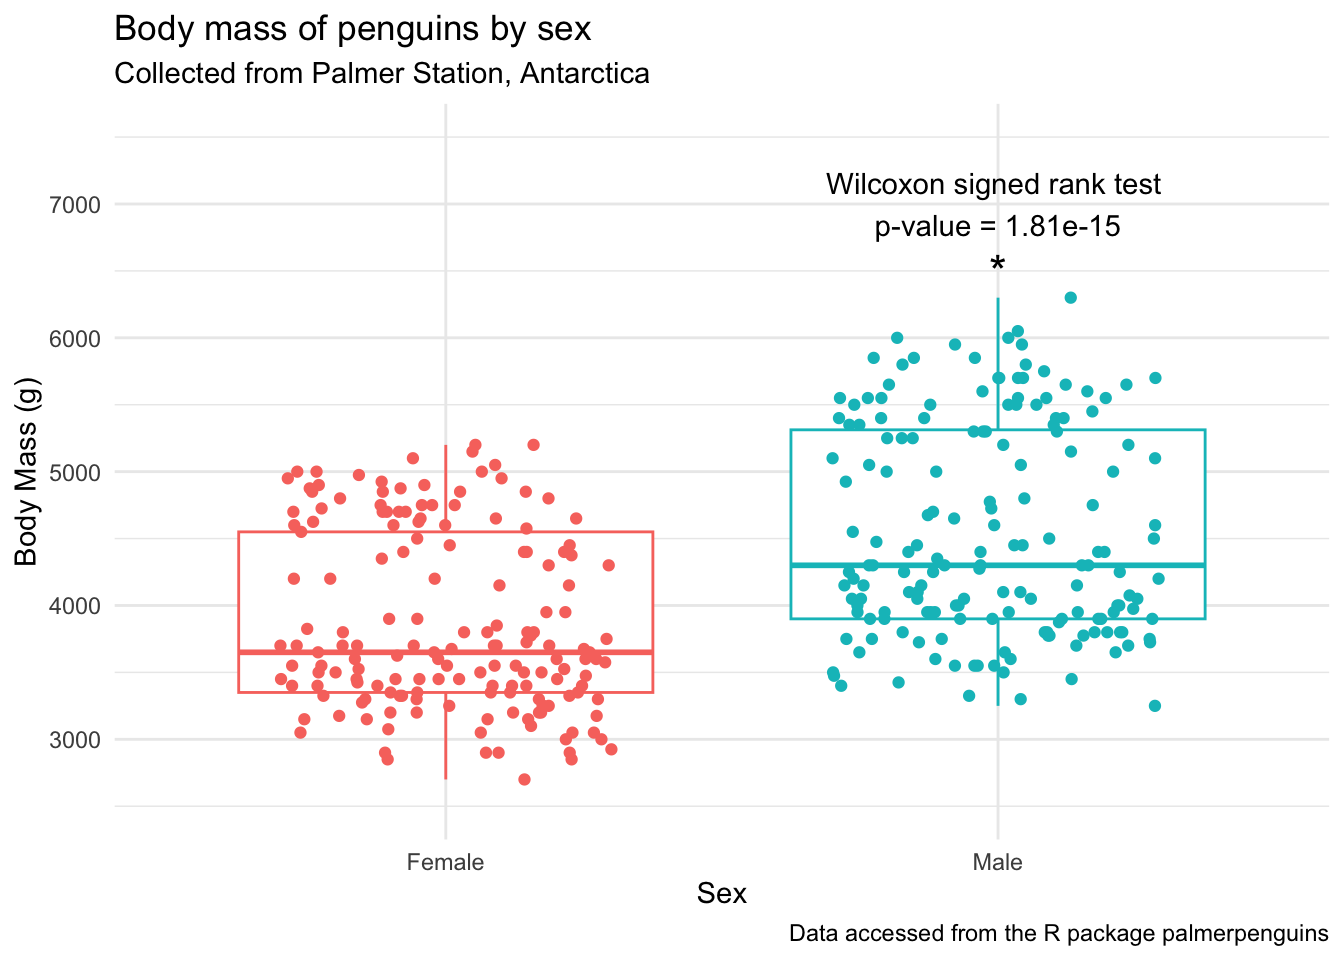 Body mass of penguins by sex
Collected from Palmer Station, Antarctica
Wilcoxon signed rank test
p-value = 1.81e-15
*
7000
6000
5000
4000
3000
Body Mass (g)
Female
Male
Sex
Data accessed from the R package palmerpenguins